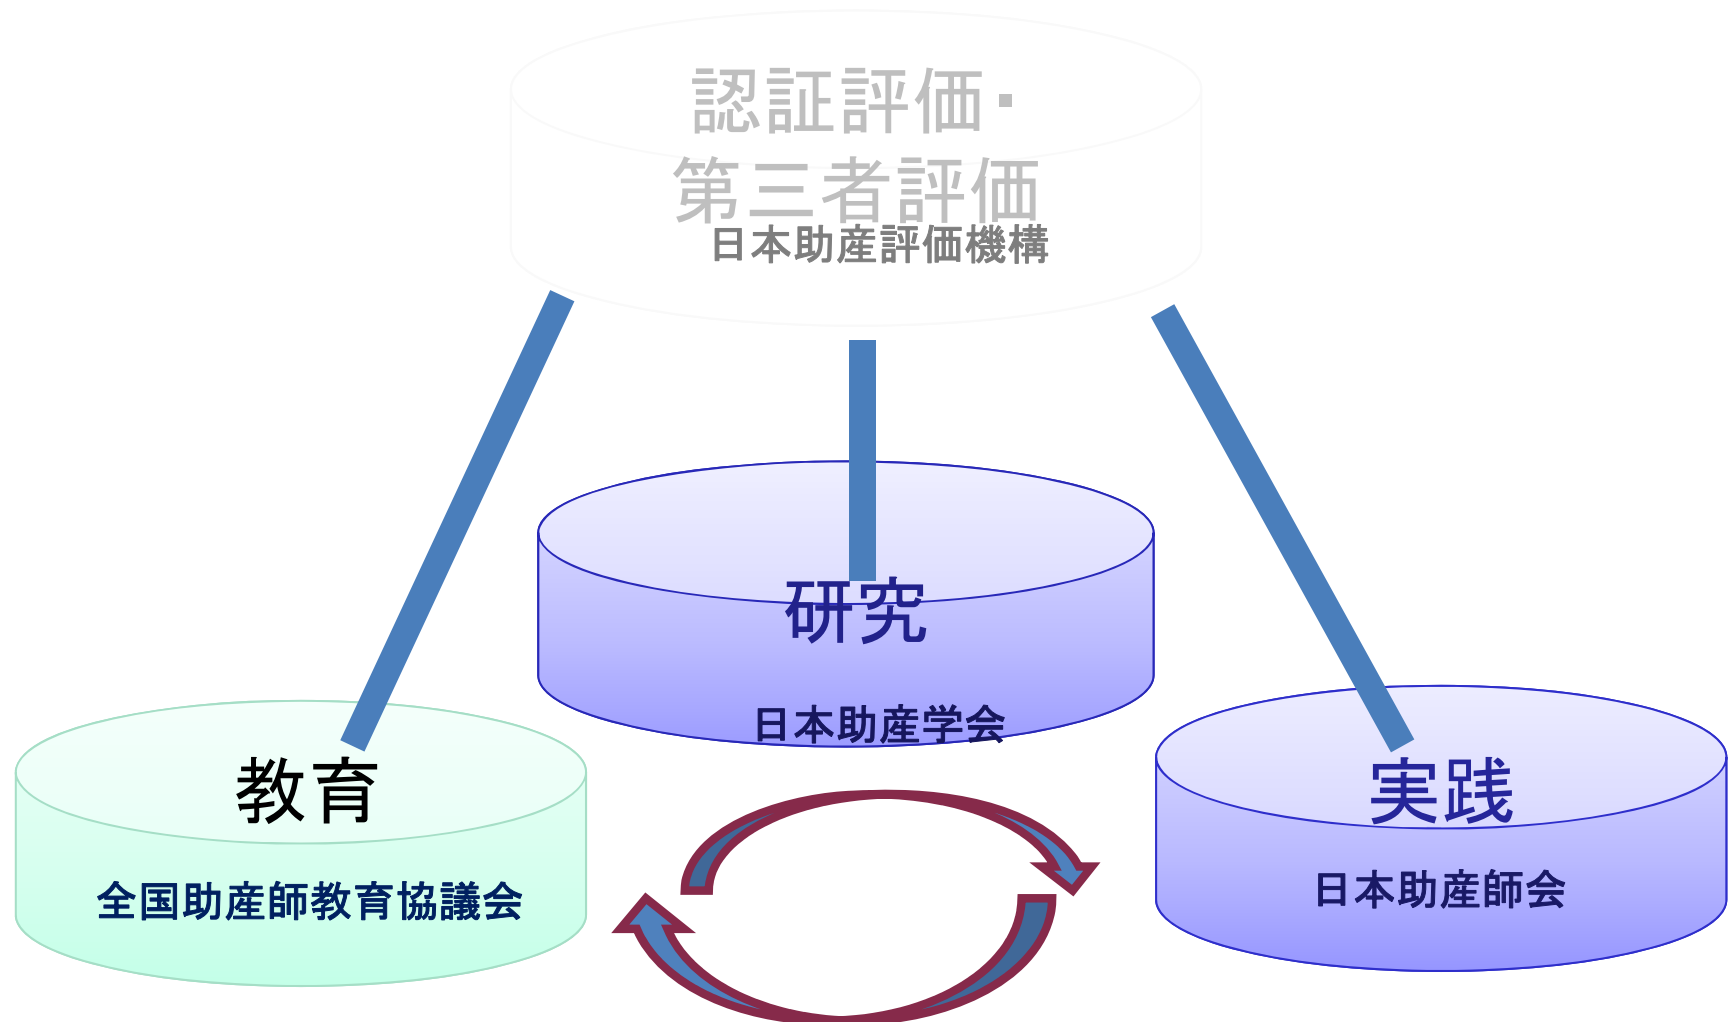 認証評価・
第三者評価
日本助産評価機構
研究
日本助産学会
教育
全国助産師教育協議会
実践
日本助産師会